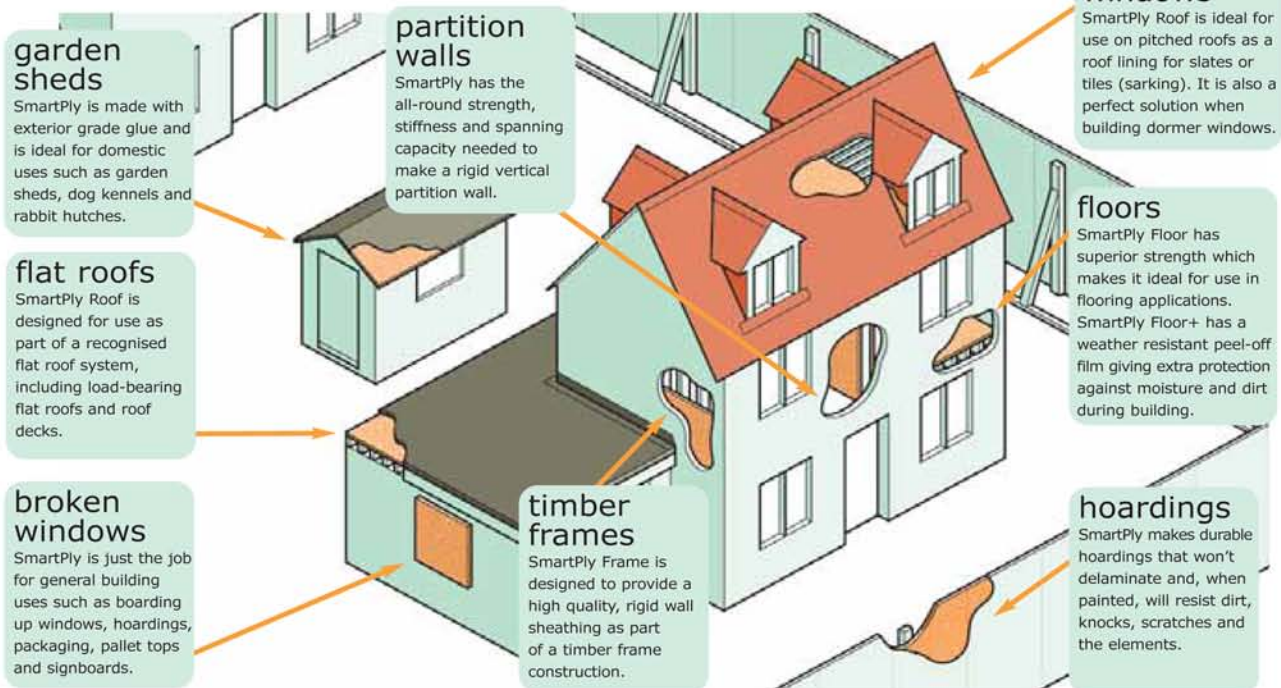 garden
sheds
SmartPly is made with
exterior grade glue and
is ideal for domestic
uses such as garden
sheds, dog kennels and
rabbit hutches.
flat roofs
SmartPly Roof is
designed for use as
part of a recognised
flat roof system,
including load-bearing
flat roofs and roof
decks.
broken
windows
SmartPly is just the job
for general building
uses such as boarding
up windows, hoardings,
packaging, pallet tops
and signboards.
partition
walls
SmartPly has the
all-round strength,
stiffness and spanning
capacity needed to
make a rigid vertical
partition wall.
timber
frames
SmartPly Frame is
designed to provide a
high quality, rigid wall
sheathing as part
of a timber frame
construction.
windows
SmartPly Roof is ideal for
use on pitched roofs as a
roof lining for slates or
tiles (sarking). It is also a
perfect solution when
building dormer windows.
floors
SmartPly Floor has
superior strength which
makes it ideal for use in
flooring applications.
SmartPly Floor+ has a
weather resistant peel-off
film giving extra protection
against moisture and dirt
during building.
hoardings
SmartPly makes durable
hoardings that won't
delaminate and, when
painted, will resist dirt,
knocks, scratches and
the elements.